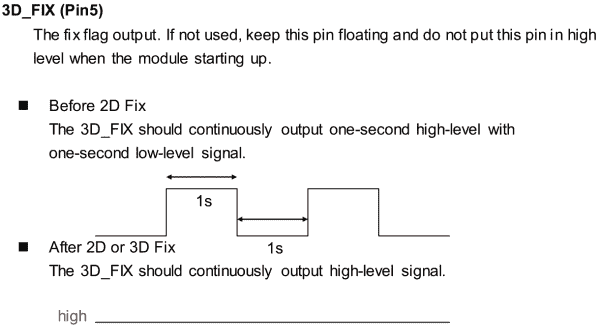 3D_FIX (Pin5)
The fix flag output. If not used, keep this pin floating and do not put this pin in high
level when the module starting up.
■ Before 2D Fix
The 3D_FIX should continuously output one-second high-level with
one-second low-level signal.
1s
1s
■ After 2D or 3D Fix
The 3D_FIX should continuously output high-level signal.
high